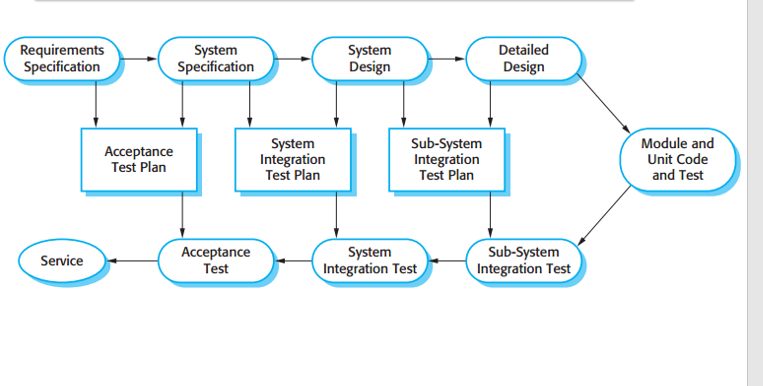 Requirements
Specification
System
Specification
System
Design
Detailed
Design
Acceptance
Test Plan
System
Integration
Test Plan
Sub-System
Integration
Test Plan
Module and
Unit Code
and Test
Service
Acceptance
Test
System
Integration Test
Sub-System
Integration Test